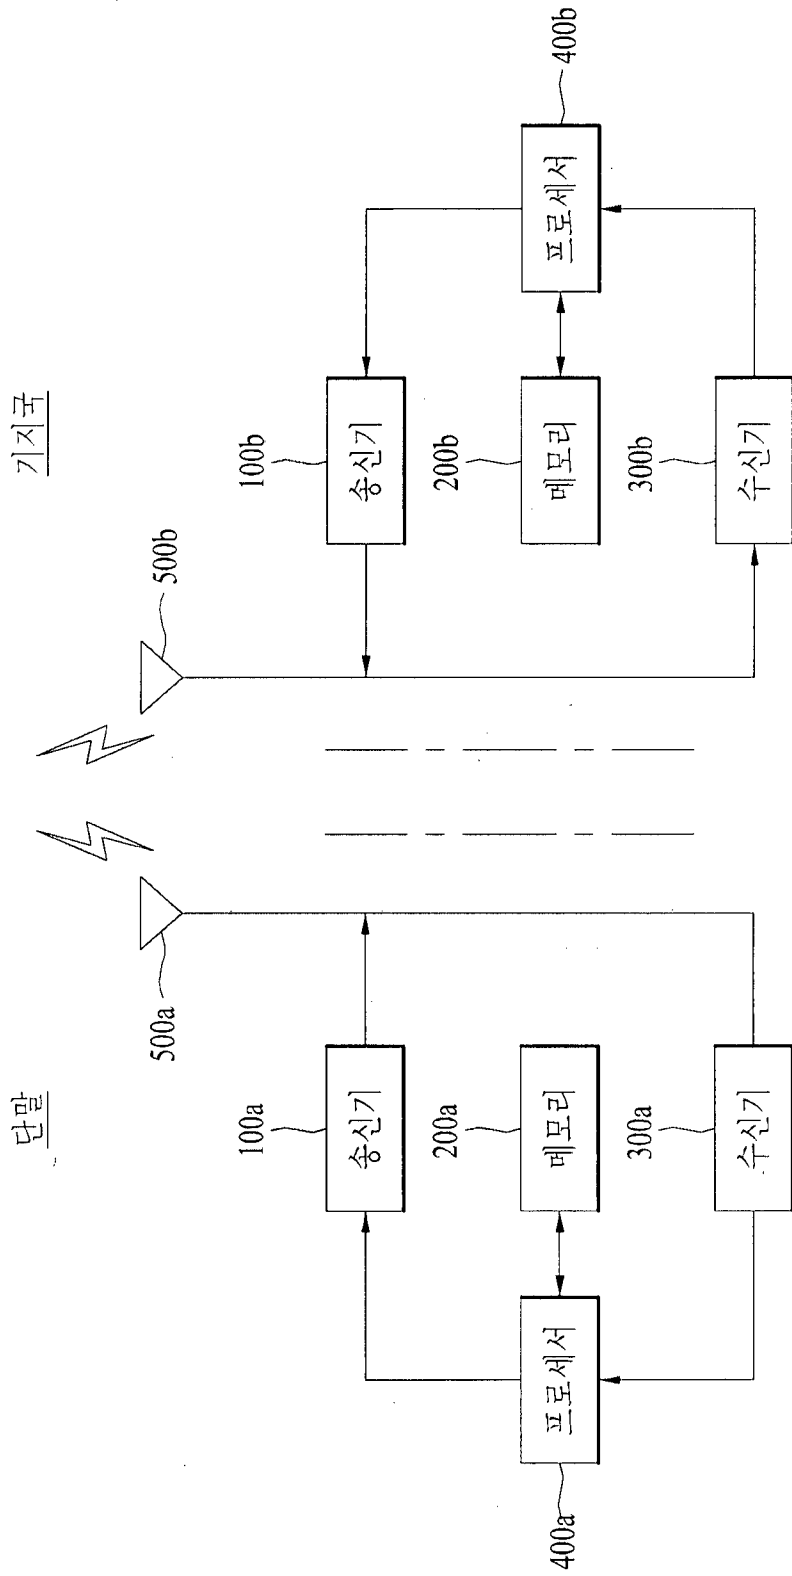 단말
기지국
500a
500b
100a
송신기
100b
송신기
400a
프로세서
200a
메모리
200b
메모리
프로세서
400b
300a
수신기
300b
수신기